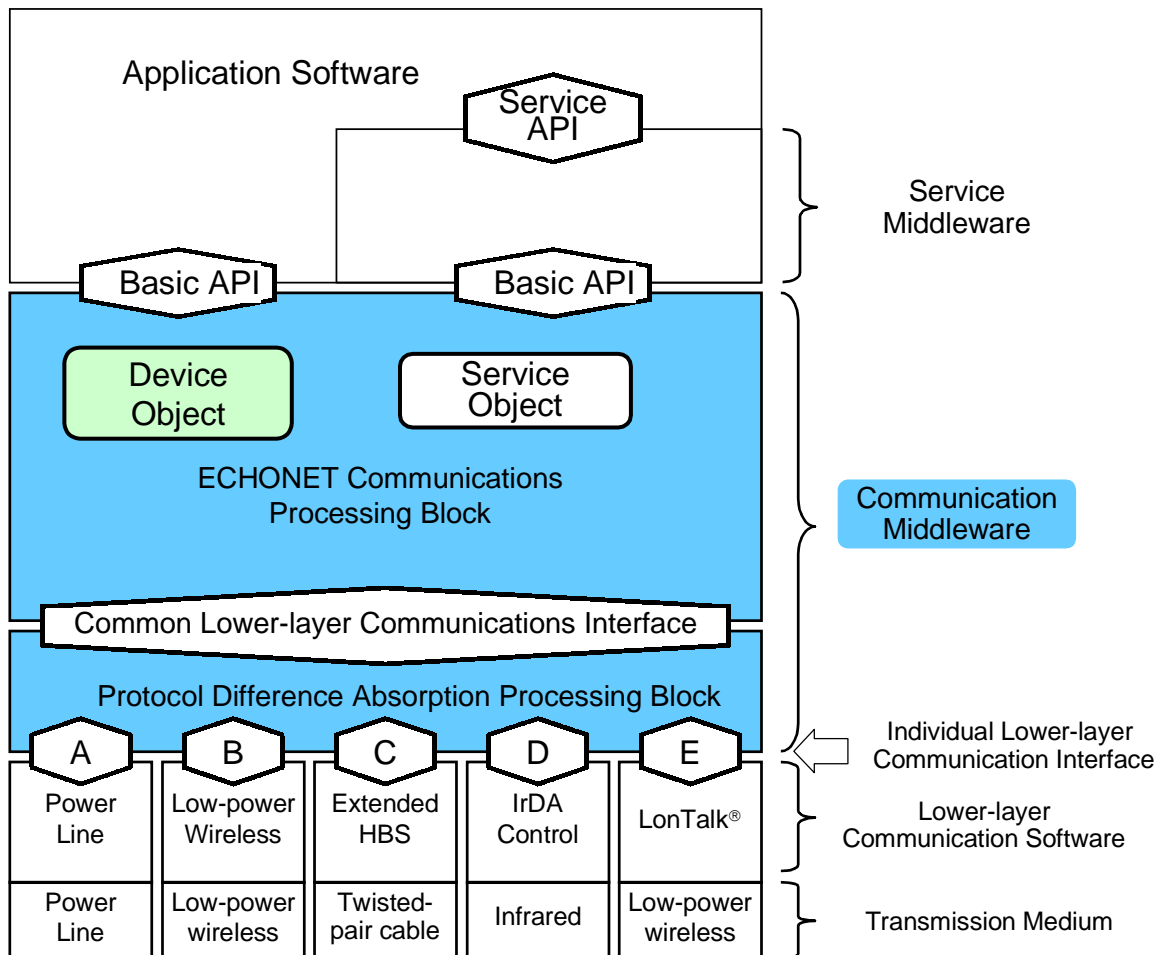 Application Software
Service
API
Service
Middleware
Basic API
Basic API
Device
Object
Service
Object
ECHONET Communications
Processing Block
Communication
Middleware
Common Lower-layer Communications Interface
Protocol Difference Absorption Processing Block
A
B
C
D
E
Individual Lower-layer
Communication Interface
Power
Line
Low-power
Wireless
Extended
HBS
IrDA
Control
LonTalk®
Lower-layer
Communication Software
Power
Line
Low-power
wireless
Twisted-
pair cable
Infrared
Low-power
wireless
Transmission Medium